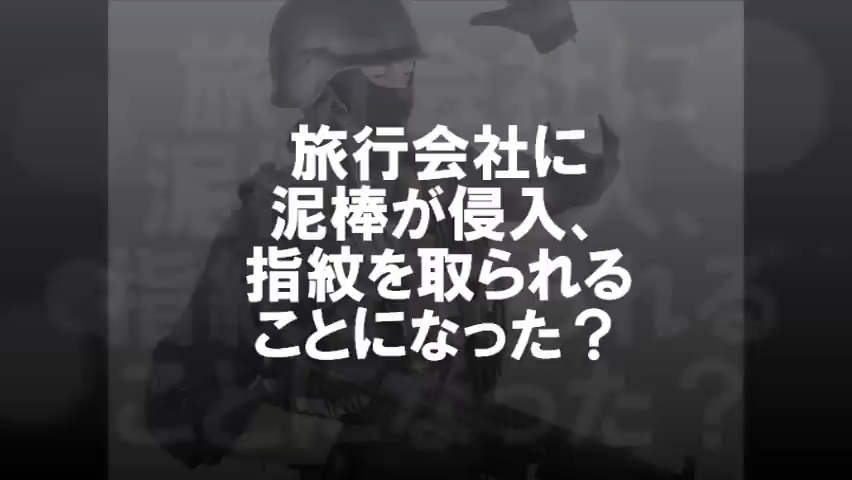 旅行会社に
泥棒が侵入、
指紋を取られる
ことになった？